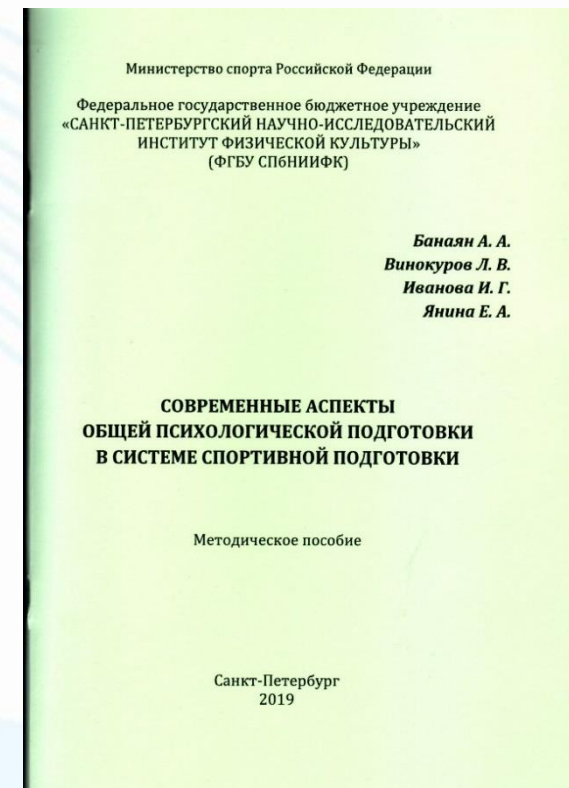 Министерство спорта Российской Федерации
Федеральное государственное бюджетное учреждение
«САНКТ-ПЕТЕРБУРГСКИЙ НАУЧНО-ИССЛЕДОВАТЕЛЬСКИЙ
ИНСТИТУТ ФИЗИЧЕСКОЙ КУЛЬТУРЫ»
(ФГБУ СПбНИИФК)
Банаян А. А.
Винокуров Л. В.
Иванова И. Г.
Янина Е. А.
СОВРЕМЕННЫЕ АСПЕКТЫ
ОБЩЕЙ ПСИХОЛОГИЧЕСКОЙ ПОДГОТОВКИ
В СИСТЕМЕ СПОРТИВНОЙ ПОДГОТОВКИ
Методическое пособие
Санкт-Петербург
2019